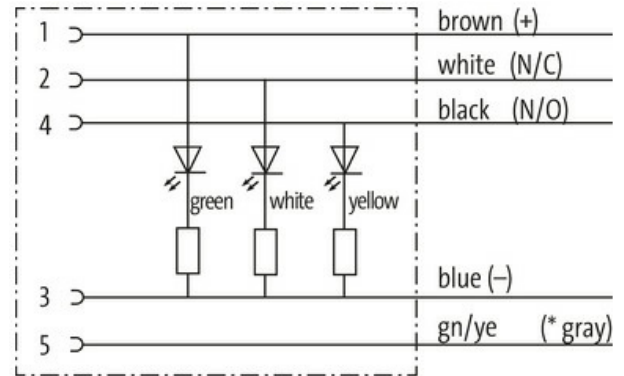 1 brown (+)
2 white (N/C)
4 black (N/O)
green white yellow
3 blue (–)
5 gn/ye (* gray)